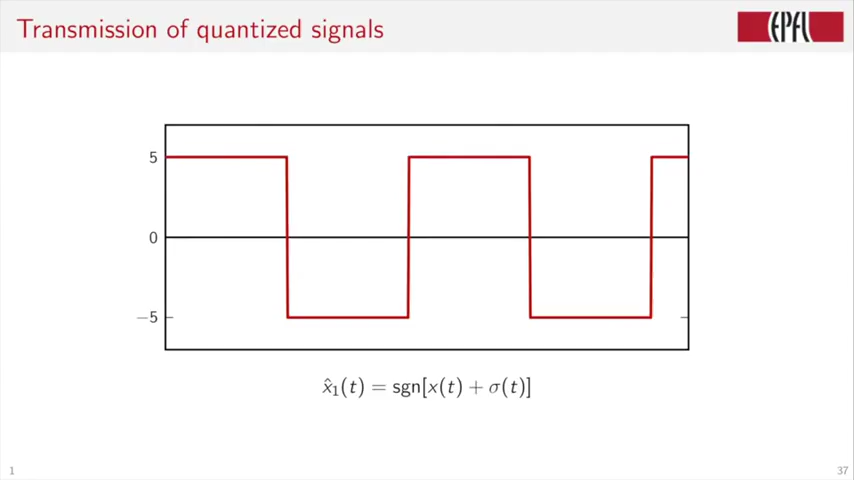 Transmission of quantized signals
EPFL
5
0
−5
x̂₁(t) = sgn[x(t) + σ(t)]
1
37